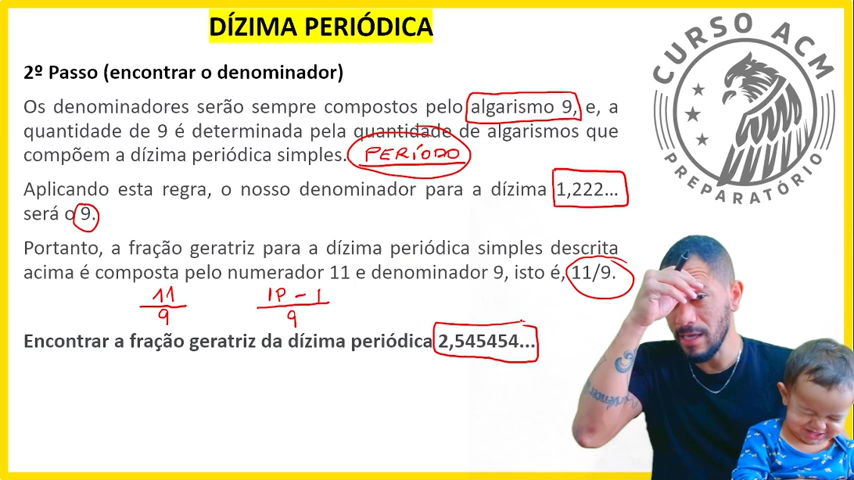 DÍZIMA PERIÓDICA
CURSO ACM
PREPARATÓRIO
2º Passo (encontrar o denominador)
Os denominadores serão sempre compostos pelo algarismo 9, e, a
quantidade de 9 é determinada pela quantidade de algarismos que
compõem a dízima periódica simples. PERÍODO
Aplicando esta regra, o nosso denominador para a dízima 1,222...
será o 9.
Portanto, a fração geratriz para a dízima periódica simples descrita
acima é composta pelo numerador 11 e denominador 9, isto é, 11/9.
11 IP - I
9 9
Encontrar a fração geratriz da dízima periódica 2,545454...